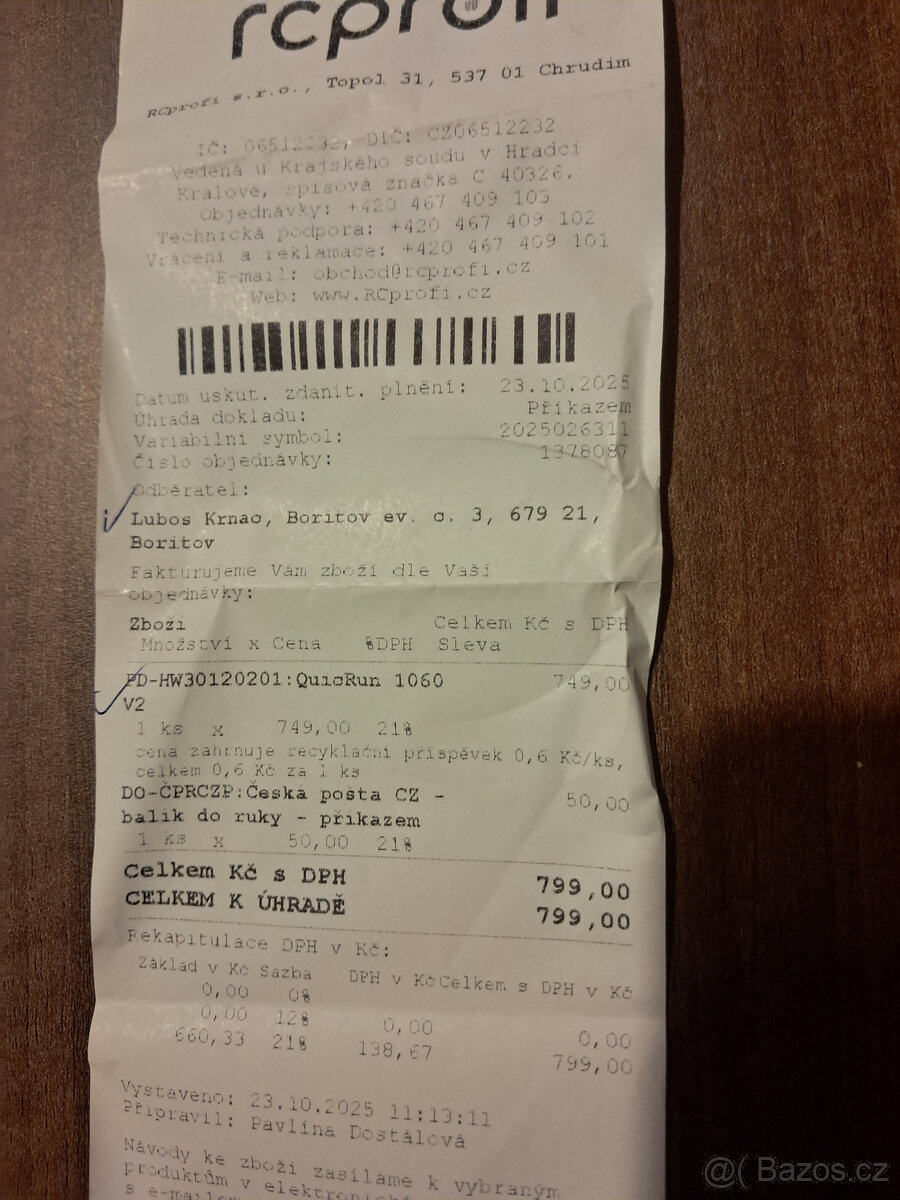 rcprofi
RCprofi s.r.o., Topol 31, 537 01 Chrudim
IČ: 06512232, DIČ: CZ06512232
Vedená u Krajského soudu v Hradci
Králové, spisová značka C 40326.
Objednávky: +420 467 409 103
Technická podpora: +420 467 409 102
Vrácení a reklamace: +420 467 409 101
E-mail: obchod@rcprofi.cz
Web: www.RCprofi.cz
Datum uskut. zdanit. plnění: 23.10.2025
Úhrada dokladu: Příkazem
Variabilní symbol: 2025026311
Číslo objednávky: 1378087
Odběratel:
Lubos Krnac, Boritov ev. c. 3, 679 21,
Boritov
Fakturujeme Vám zboží dle Vaší
objednávky:
Zboží Celkem Kč s DPH
Množství x Cena %DPH Sleva
PD-HW30120201:QuicRun 1060 749,00
V2
1 ks x 749,00 21%
cena zahrnuje recyklační příspěvek 0,6 Kč/ks,
celkem 0,6 Kč za 1 ks
DO-ČPRCZP:Česká pošta CZ - 50,00
balík do ruky - příkazem
1 ks x 50,00 21%
Celkem Kč s DPH 799,00
CELKEM K ÚHRADĚ 799,00
Rekapitulace DPH v Kč:
Základ v Kč Sazba DPH v Kč Celkem s DPH v Kč
0,00 0%
0,00 12% 0,00 0,00
660,33 21% 138,67 799,00
Vystaveno: 23.10.2025 11:13:11
Připravil: Pavlína Dostálová
Návody ke zboží zasíláme k vybraným
produktům v elektronické
s e-mailem
@( Bazos.cz